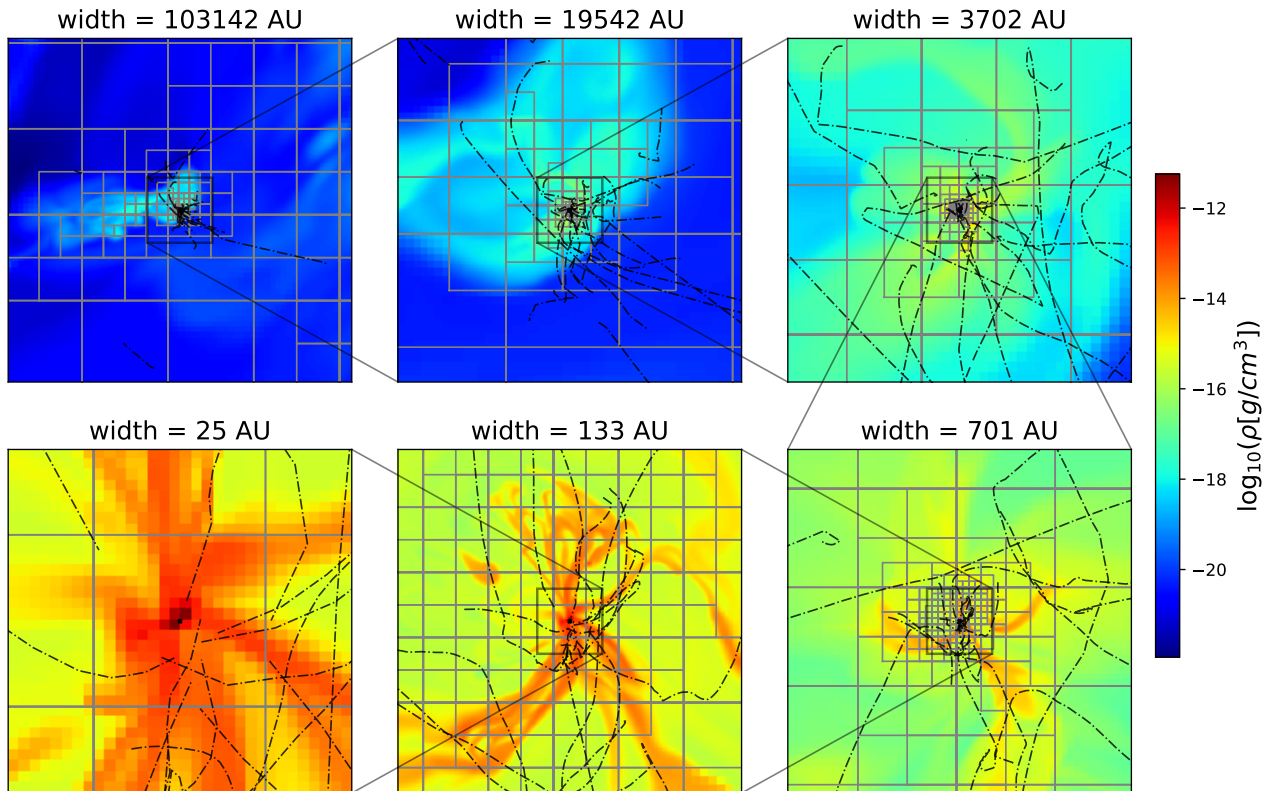 width = 103142 AU
width = 19542 AU
width = 3702 AU
width = 25 AU
width = 133 AU
width = 701 AU
−12
−14
−16
−18
−20
log₁₀(ρ[g/cm³])